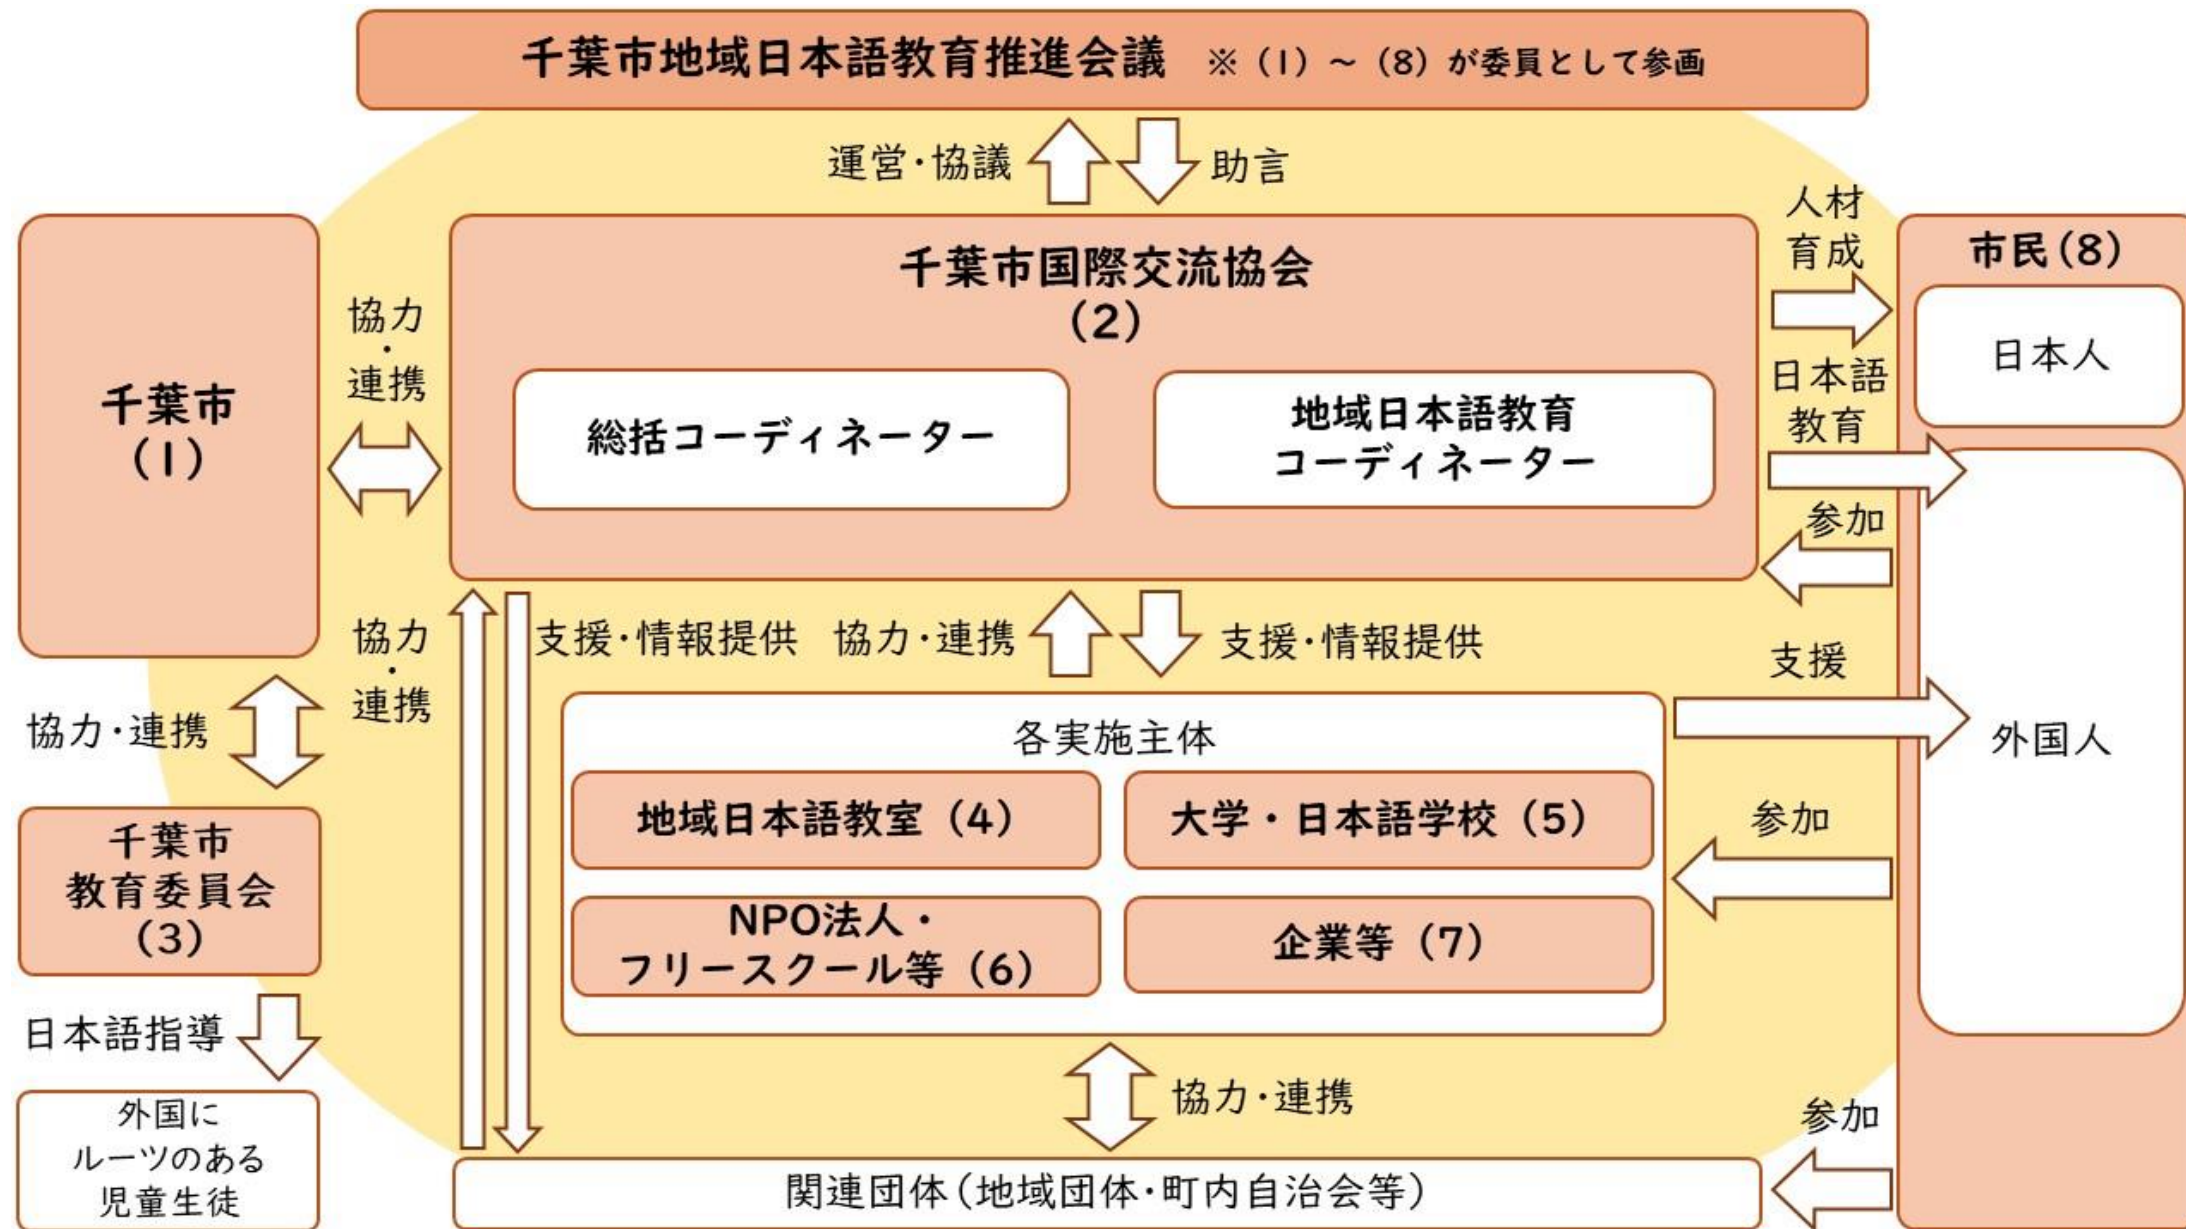 千葉市地域日本語教育推進会議 ※（1）～（8）が委員として参画
運営・協議
助言
千葉市
(1)
協力
・
連携
千葉市国際交流協会
(2)
総括コーディネーター
地域日本語教育
コーディネーター
人材
育成
日本語
教育
参加
市民(8)
日本人
外国人
協力・連携
協力
・
連携
支援・情報提供
協力・連携
支援・情報提供
支援
各実施主体
地域日本語教室（4）
大学・日本語学校（5）
NPO法人・
フリースクール等（6）
企業等（7）
参加
千葉市
教育委員会
(3)
日本語指導
外国に
ルーツのある
児童生徒
協力・連携
参加
関連団体(地域団体・町内自治会等)